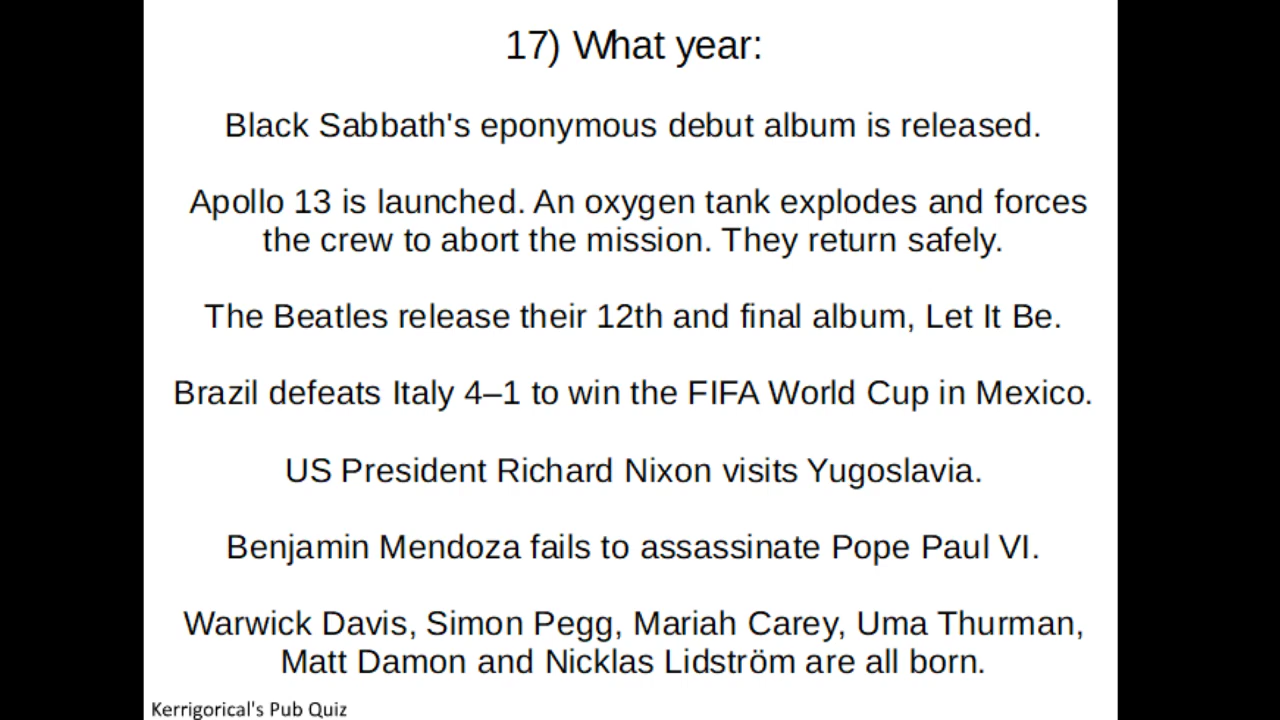 17) What year:
Black Sabbath's eponymous debut album is released.
Apollo 13 is launched. An oxygen tank explodes and forces
the crew to abort the mission. They return safely.
The Beatles release their 12th and final album, Let It Be.
Brazil defeats Italy 4–1 to win the FIFA World Cup in Mexico.
US President Richard Nixon visits Yugoslavia.
Benjamin Mendoza fails to assassinate Pope Paul VI.
Warwick Davis, Simon Pegg, Mariah Carey, Uma Thurman,
Matt Damon and Nicklas Lidström are all born.
Kerrigorical's Pub Quiz